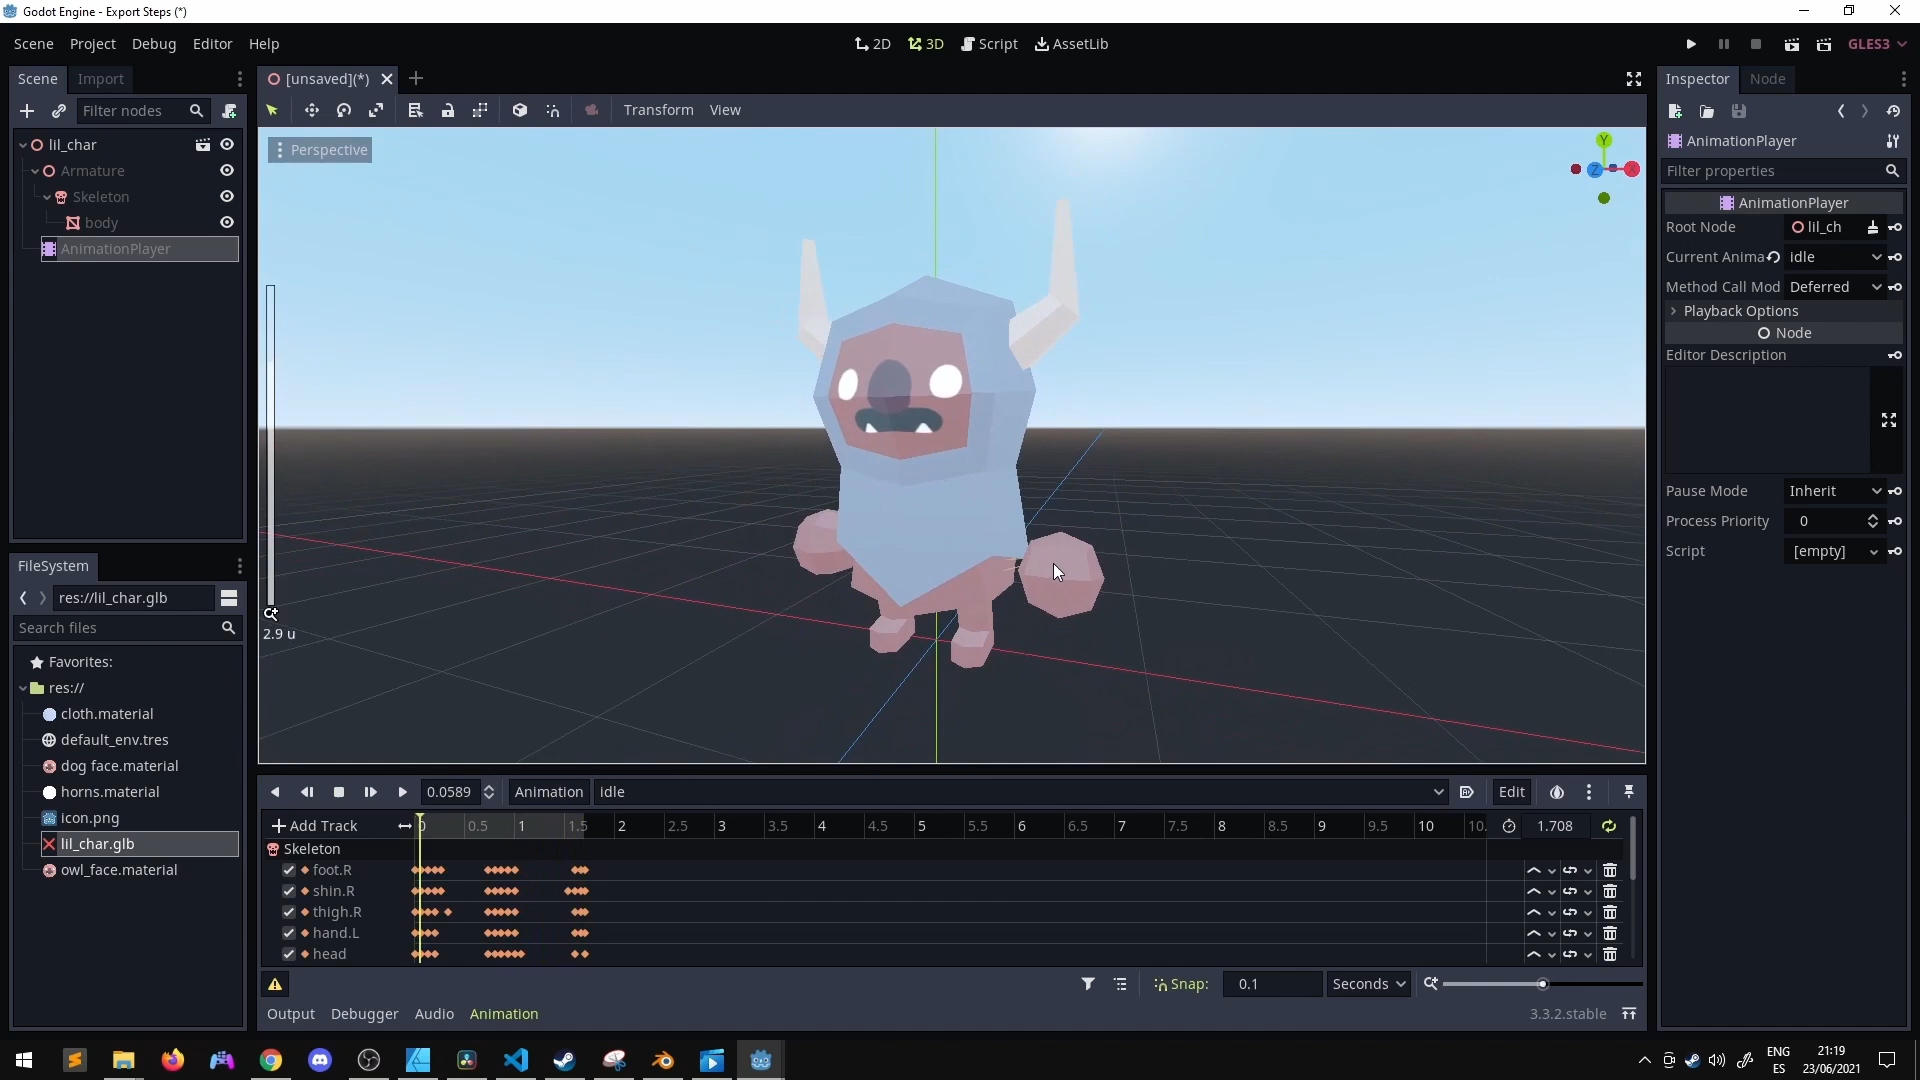 Godot Engine - Export Steps (*)
Scene Project Debug Editor Help
2D 3D Script AssetLib
GLES3
Scene Import
[unsaved](*)
Inspector Node
Filter nodes
Transform View
lil_char
Armature
Skeleton
body
AnimationPlayer
Perspective
Y
Z
X
2.9 u
AnimationPlayer
Filter properties
AnimationPlayer
Root Node lil_ch
Current Anima idle
Method Call Mod Deferred
Playback Options
Node
Editor Description
Pause Mode Inherit
Process Priority 0
Script [empty]
FileSystem
res://lil_char.glb
Search files
Favorites:
res://
cloth.material
default_env.tres
dog face.material
horns.material
icon.png
lil_char.glb
owl_face.material
0.0589 Animation idle Edit
Add Track 0 0.5 1 1.5 2 2.5 3 3.5 4 4.5 5 5.5 6 6.5 7 7.5 8 8.5 9 9.5 10 10. 1.708
Skeleton
foot.R
shin.R
thigh.R
hand.L
head
Snap: 0.1 Seconds
Output Debugger Audio Animation 3.3.2.stable
ENG
ES
21:19
23/06/2021